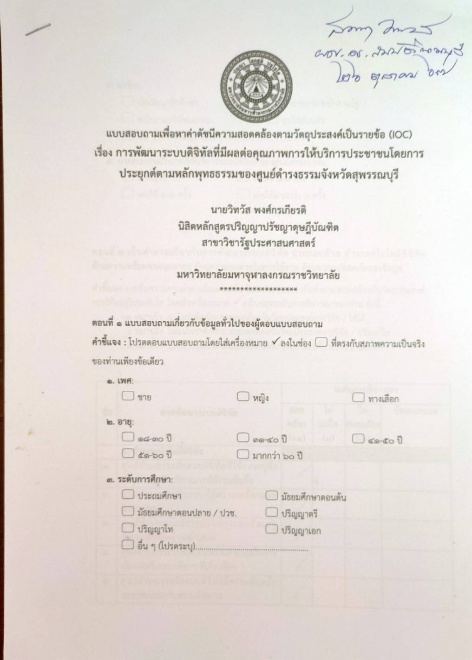 แบบสอบถามเพื่อหาค่าดัชนีความสอดคล้องตามวัตถุประสงค์เป็นรายข้อ (IOC)
เรื่อง การพัฒนาระบบดิจิทัลที่มีผลต่อคุณภาพการให้บริการประชาชนโดยการ
ประยุกต์ตามหลักพุทธธรรมของศูนย์ดำรงธรรมจังหวัดสุพรรณบุรี
นายวิทวัส พงศ์กรเกียรติ
นิสิตหลักสูตรปริญญาปรัชญาดุษฎีบัณฑิต
สาขาวิชารัฐประศาสนศาสตร์
มหาวิทยาลัยมหาจุฬาลงกรณราชวิทยาลัย
*******************
ตอนที่ ๑ แบบสอบถามเกี่ยวกับข้อมูลทั่วไปของผู้ตอบแบบสอบถาม
คำชี้แจง : โปรดตอบแบบสอบถามโดยใส่เครื่องหมาย ✓ ลงในช่อง ☐ ที่ตรงกับสภาพความเป็นจริง
ของท่านเพียงข้อเดียว
๑. เพศ:
☐ ชาย ☐ หญิง ☐ ทางเลือก
๒. อายุ:
☐ ๑๘-๓๐ ปี ☐ ๓๑-๔๐ ปี ☐ ๔๑-๕๐ ปี
☐ ๕๑-๖๐ ปี ☐ มากกว่า ๖๐ ปี
๓. ระดับการศึกษา:
☐ ประถมศึกษา ☐ มัธยมศึกษาตอนต้น
☐ มัธยมศึกษาตอนปลาย / ปวช. ☐ ปริญญาตรี
☐ ปริญญาโท ☐ ปริญญาเอก
☐ อื่น ๆ (โปรดระบุ)..............................